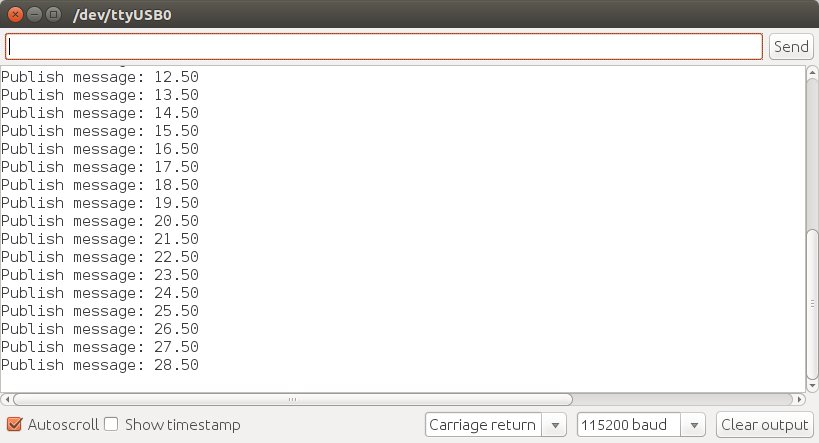 /dev/ttyUSB0
Send
Publish message: 12.50
Publish message: 13.50
Publish message: 14.50
Publish message: 15.50
Publish message: 16.50
Publish message: 17.50
Publish message: 18.50
Publish message: 19.50
Publish message: 20.50
Publish message: 21.50
Publish message: 22.50
Publish message: 23.50
Publish message: 24.50
Publish message: 25.50
Publish message: 26.50
Publish message: 27.50
Publish message: 28.50
Autoscroll Show timestamp Carriage return 115200 baud Clear output